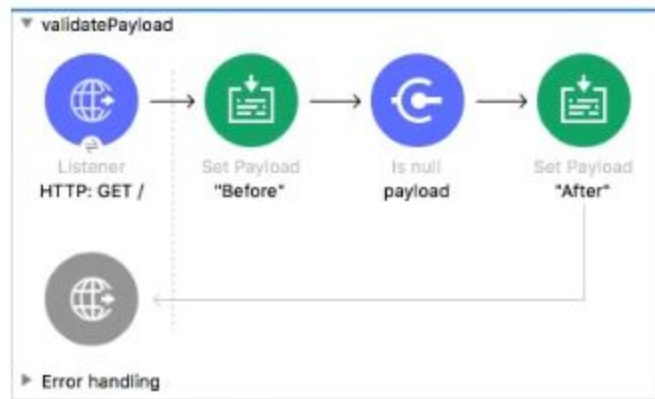 validatePayload
Listener
HTTP: GET /
Set Payload
"Before"
Is null
payload
Set Payload
"After"
Error handling